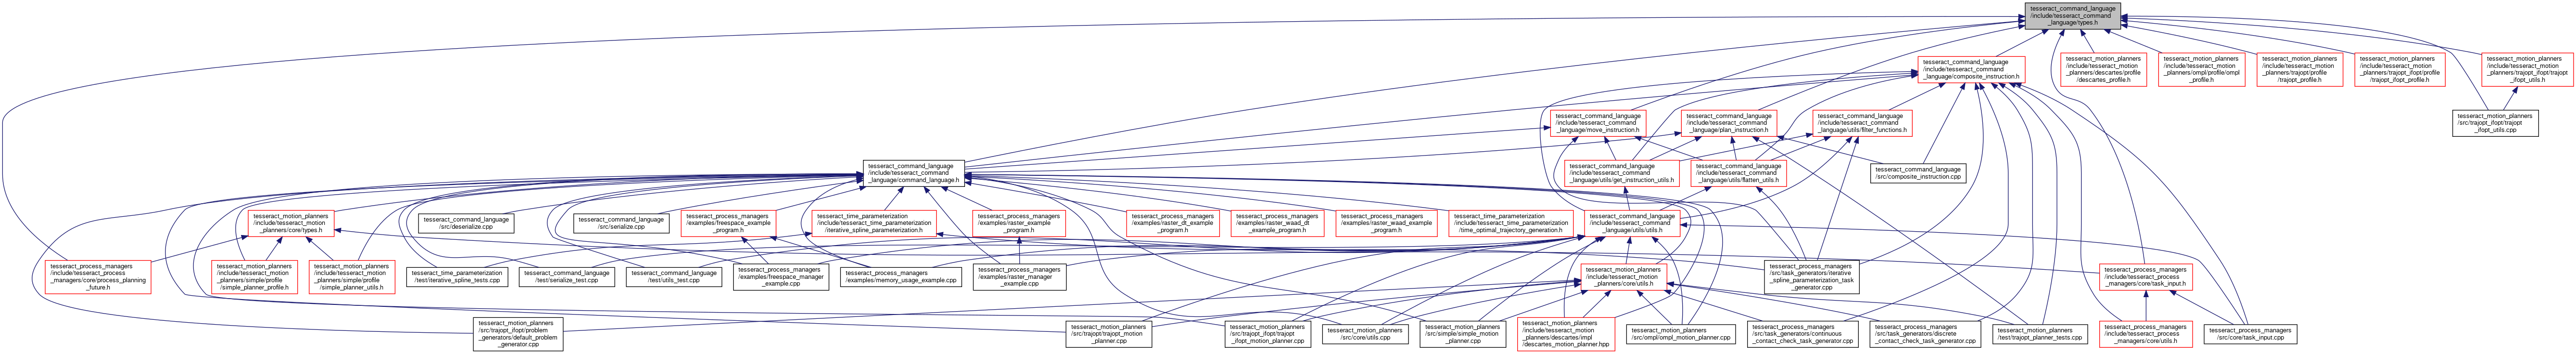 tesseract_command_language
/include/tesseract_command
_language/types.h
tesseract_command_language
/include/tesseract_command
_language/composite_instruction.h
tesseract_motion_planners
/include/tesseract_motion
_planners/descartes/profile
/descartes_profile.h
tesseract_motion_planners
/include/tesseract_motion
_planners/ompl/profile/ompl
_profile.h
tesseract_motion_planners
/include/tesseract_motion
_planners/trajopt/profile
/trajopt_profile.h
tesseract_motion_planners
/include/tesseract_motion
_planners/trajopt_ifopt/profile
/trajopt_ifopt_profile.h
tesseract_motion_planners
/include/tesseract_motion
_planners/trajopt_ifopt/trajopt
_ifopt_utils.h
tesseract_command_language
/include/tesseract_command
_language/move_instruction.h
tesseract_command_language
/include/tesseract_command
_language/plan_instruction.h
tesseract_command_language
/include/tesseract_command
_language/utils/filter_functions.h
tesseract_motion_planners
/src/trajopt_ifopt/trajopt
_ifopt_utils.cpp
tesseract_command_language
/include/tesseract_command
_language/command_language.h
tesseract_command_language
/include/tesseract_command
_language/utils/get_instruction_utils.h
tesseract_command_language
/include/tesseract_command
_language/utils/flatten_utils.h
tesseract_command_language
/src/composite_instruction.cpp
tesseract_motion_planners
/include/tesseract_motion
_planners/core/types.h
tesseract_command_language
/src/deserialize.cpp
tesseract_command_language
/src/serialize.cpp
tesseract_process_managers
/examples/freespace_example
_program.h
tesseract_time_parameterization
/include/tesseract_time_parameterization
/iterative_spline_parameterization.h
tesseract_process_managers
/examples/raster_example
_program.h
tesseract_process_managers
/examples/raster_dt_example
_program.h
tesseract_process_managers
/examples/raster_waad_dt
_example_program.h
tesseract_process_managers
/examples/raster_waad_example
_program.h
tesseract_time_parameterization
/include/tesseract_time_parameterization
/time_optimal_trajectory_generation.h
tesseract_command_language
/include/tesseract_command
_language/utils/utils.h
tesseract_process_managers
/include/tesseract_process
_managers/core/process_planning
_future.h
tesseract_motion_planners
/include/tesseract_motion
_planners/simple/profile
/simple_planner_profile.h
tesseract_motion_planners
/include/tesseract_motion
_planners/simple/profile
/simple_planner_utils.h
tesseract_time_parameterization
/test/iterative_spline_tests.cpp
tesseract_command_language
/test/serialize_test.cpp
tesseract_command_language
/test/utils_test.cpp
tesseract_process_managers
/examples/freespace_manager
_example.cpp
tesseract_process_managers
/examples/memory_usage_example.cpp
tesseract_process_managers
/examples/raster_manager
_example.cpp
tesseract_motion_planners
/include/tesseract_motion
_planners/core/utils.h
tesseract_process_managers
/src/task_generators/iterative
_spline_parameterization_task
_generator.cpp
tesseract_process_managers
/include/tesseract_process
_managers/core/task_input.h
tesseract_motion_planners
/src/trajopt_ifopt/problem
_generators/default_problem
_generator.cpp
tesseract_motion_planners
/src/trajopt/trajopt_motion
_planner.cpp
tesseract_motion_planners
/src/trajopt_ifopt/trajopt
_ifopt_motion_planner.cpp
tesseract_motion_planners
/src/core/utils.cpp
tesseract_motion_planners
/src/simple/simple_motion
_planner.cpp
tesseract_motion_planners
/include/tesseract_motion
_planners/descartes/impl
/descartes_motion_planner.hpp
tesseract_motion_planners
/src/ompl/ompl_motion_planner.cpp
tesseract_process_managers
/src/task_generators/continuous
_contact_check_task_generator.cpp
tesseract_process_managers
/src/task_generators/discrete
_contact_check_task_generator.cpp
tesseract_motion_planners
/test/trajopt_planner_tests.cpp
tesseract_process_managers
/include/tesseract_process
_managers/core/utils.h
tesseract_process_managers
/src/core/task_input.cpp